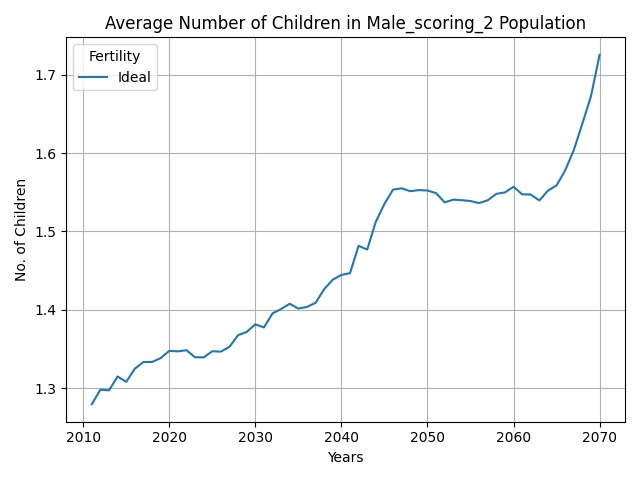 Average Number of Children in Male_scoring_2 Population
Fertility
Ideal
No. of Children
1.7
1.6
1.5
1.4
1.3
2010 2020 2030 2040 2050 2060 2070
Years